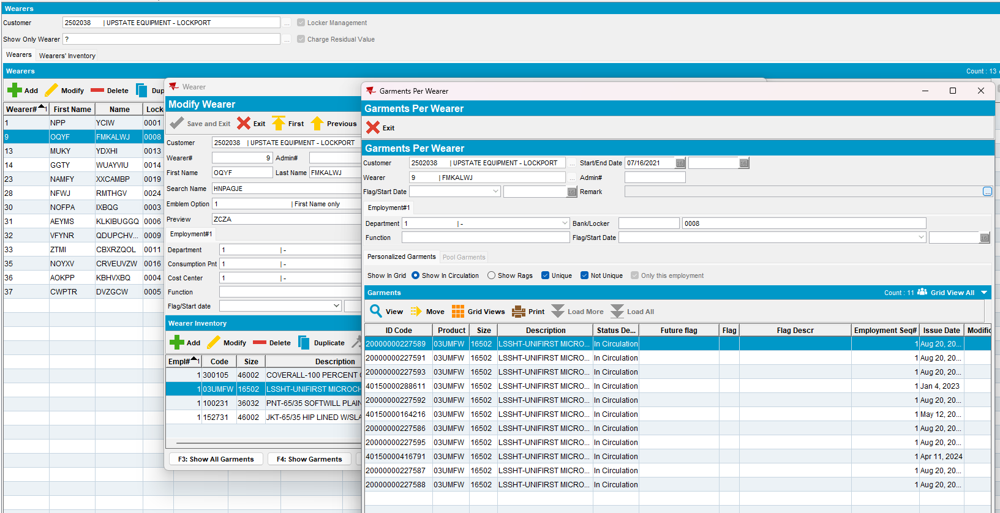 Wearers
Customer 2502038 | UPSTATE EQUIPMENT - LOCKPORT ... Locker Management
Show Only Wearer ? ... Charge Residual Value
Wearers Wearers' Inventory
Wearers Count : 13
Add Modify Delete Dup
Wearer# 1 First Name Name Lock
1 NPP YCIW 0001
9 OQYF FMKALWJ 0008
13 MUKY YDXHI 0013
14 GGTY WUAYVIU 0014
23 NAMFY XXCAMBP 0019
28 NFWJ RMTHGV 0024
30 NOFPA IXBQG 0003
31 AEYMS KLKIBUGGQ 0006
32 VFYNR QDUPCHV... 0009
33 ZTMI CBXRZQOL 0011
35 NOYXV CRVEUVZW 0016
36 AOKPP KBHVXBQ 0004
37 CWPTR DVZGCW 0005
Wearer
Modify Wearer
Save and Exit Exit First Previous
Customer 2502038 | UPSTATE EQUIPMENT - LOCKPORT
Wearer# 9 Admin#
First Name OQYF Last Name FMKALWJ
Search Name HNPAGJE
Emblem Option 1 | First Name only
Preview ZCZA
Employment#1
Department 1 | -
Consumption Pnt 1 | -
Cost Center 1 | -
Function
Flag/Start date
Wearer Inventory
Add Modify Delete Duplicate
Empl# 1 Code Size Description
1 300105 46002 COVERALL-100 PERCENT
1 03UMFW 16502 LSSHT-UNIFIRST MICROCH
1 100231 36032 PNT-65/35 SOFTWILL PLAIN
1 152731 46002 JKT-65/35 HIP LINED W/SLA
F3: Show All Garments F4: Show Garments
Garments Per Wearer
Garments Per Wearer
Exit
Garments Per Wearer
Customer 2502038 | UPSTATE EQUIPMENT - LOCKPORT ... Start/End Date 07/16/2021 16 16
Wearer 9 | FMKALWJ ... Admin#
Flag/Start Date 16 Remark ...
Employment#1
Department 1 | - Bank/Locker 0008
Function Flag/Start Date 16
Personalized Garments Pool Garments
Show In Grid Show In Circulation Show Rags Unique Not Unique Only this employment
Garments Count : 11 Grid View All
View Move Grid Views Print Load More Load All
ID Code Product Size Description Status De... Future flag Flag Flag Descr Employment Seq# Issue Date Modific
20000000227589 03UMFW 16502 LSSHT-UNIFIRST MICRO... In Circulation 1 Aug 20, 20...
20000000227591 03UMFW 16502 LSSHT-UNIFIRST MICRO... In Circulation 1 Aug 20, 20...
20000000227593 03UMFW 16502 LSSHT-UNIFIRST MICRO... In Circulation 1 Aug 20, 20...
40150000288611 03UMFW 16502 LSSHT-UNIFIRST MICRO... In Circulation 1 Jan 4, 2023
20000000227592 03UMFW 16502 LSSHT-UNIFIRST MICRO... In Circulation 1 Aug 20, 20...
40150000164216 03UMFW 16502 LSSHT-UNIFIRST MICRO... In Circulation 1 May 12, 20...
20000000227586 03UMFW 16502 LSSHT-UNIFIRST MICRO... In Circulation 1 Aug 20, 20...
20000000227595 03UMFW 16502 LSSHT-UNIFIRST MICRO... In Circulation 1 Aug 20, 20...
40150000416791 03UMFW 16502 LSSHT-UNIFIRST MICRO... In Circulation 1 Apr 11, 2024
20000000227587 03UMFW 16502 LSSHT-UNIFIRST MICRO... In Circulation 1 Aug 20, 20...
20000000227588 03UMFW 16502 LSSHT-UNIFIRST MICRO... In Circulation 1 Aug 20, 20...